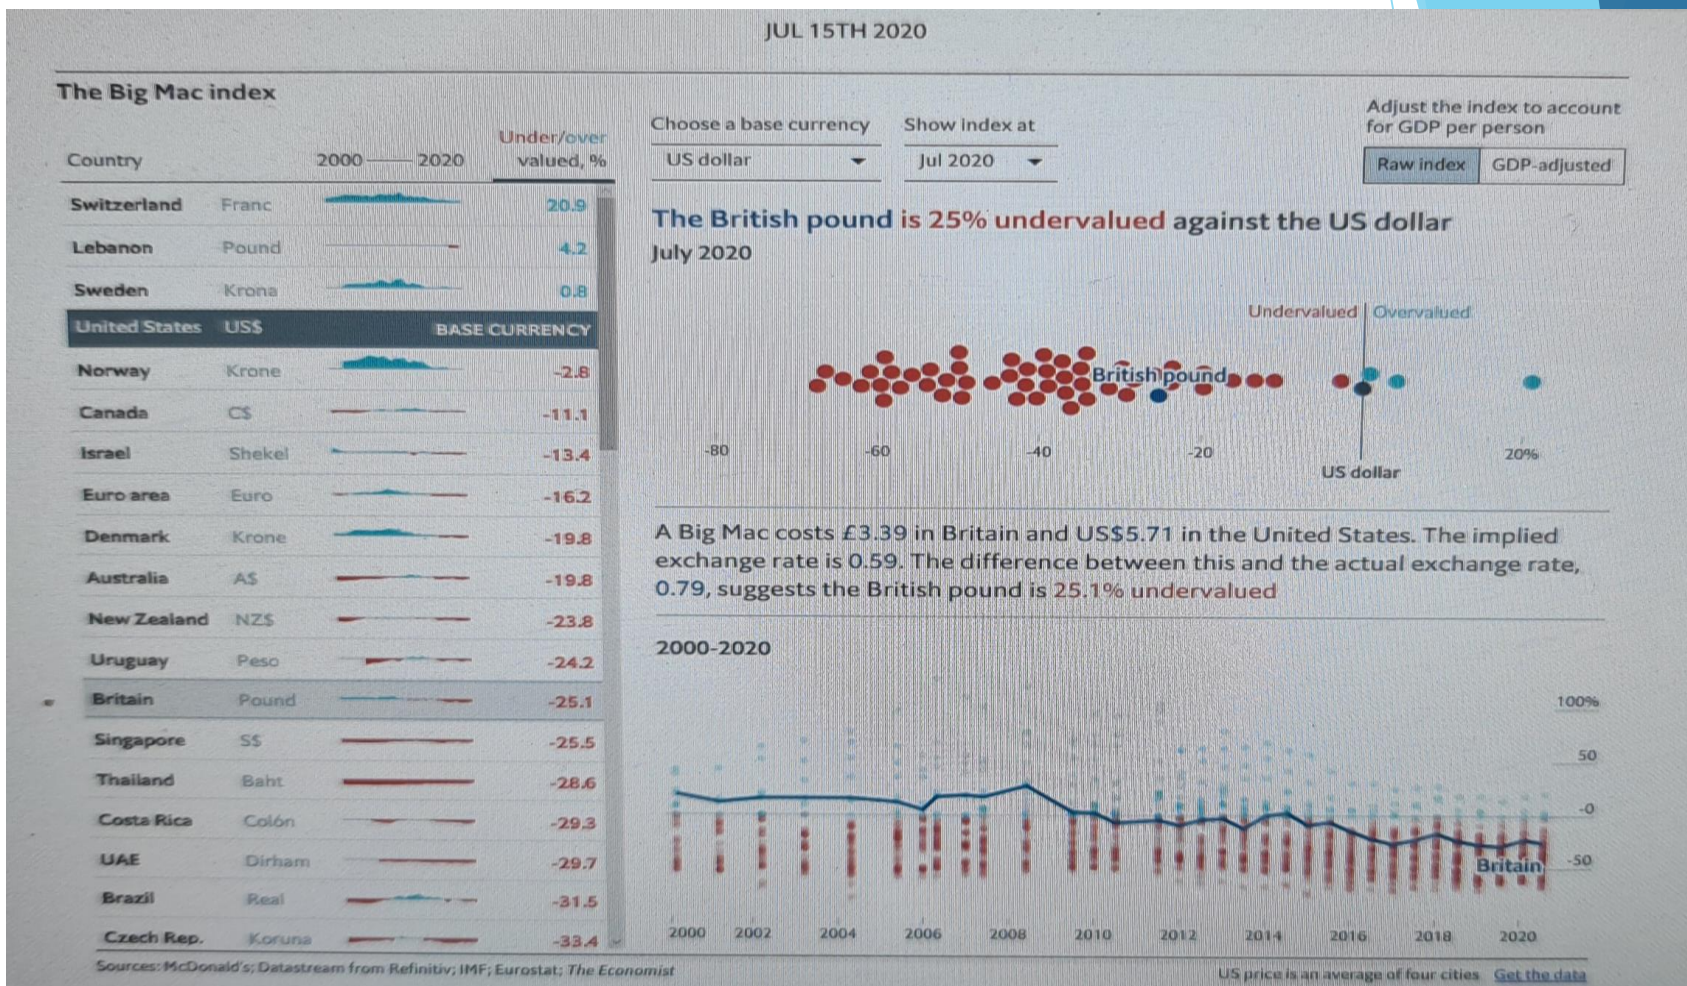 JUL 15TH 2020
The Big Mac index
Country 2000 2020 Under/over valued, %
Switzerland Franc 20.9
Lebanon Pound 4.2
Sweden Krona 0.8
United States US$ BASE CURRENCY
Norway Krone -2.8
Canada C$ -11.1
Israel Shekel -13.4
Euro area Euro -16.2
Denmark Krone -19.8
Australia A$ -19.8
New Zealand NZ$ -23.8
Uruguay Peso -24.2
Britain Pound -25.1
Singapore S$ -25.5
Thailand Baht -28.6
Costa Rica Colón -29.3
UAE Dirham -29.7
Brazil Real -31.5
Czech Rep. Koruna -33.4
Choose a base currency
US dollar
Show index at
Jul 2020
Adjust the index to account
for GDP per person
Raw index GDP-adjusted
The British pound is 25% undervalued against the US dollar
July 2020
Undervalued Overvalued
British pound
-80 -60 -40 -20 20%
US dollar
A Big Mac costs £3.39 in Britain and US$5.71 in the United States. The implied
exchange rate is 0.59. The difference between this and the actual exchange rate,
0.79, suggests the British pound is 25.1% undervalued
2000-2020
100%
50
-0
-50
Britain
2000 2002 2004 2006 2008 2010 2012 2014 2016 2018 2020
Sources: McDonald's; Datastream from Refinitiv; IMF; Eurostat; The Economist
US price is an average of four cities Get the data